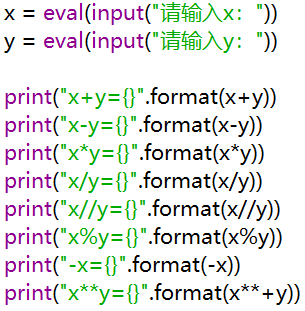 x = eval(input("请输入x："))
y = eval(input("请输入y："))
print("x+y={}".format(x+y))
print("x-y={}".format(x-y))
print("x*y={}".format(x*y))
print("x/y={}".format(x/y))
print("x//y={}".format(x//y))
print("x%y={}".format(x%y))
print("-x={}".format(-x))
print("x**y={}".format(x**+y))